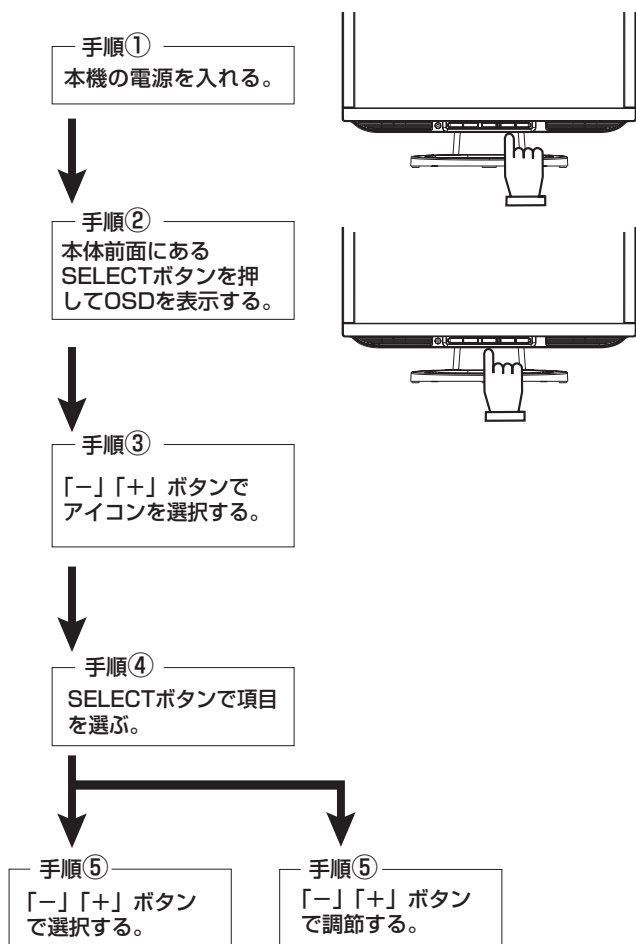 手順①
本機の電源を入れる。
手順②
本体前面にある
SELECTボタンを押
してOSDを表示する。
手順③
「－」「＋」ボタンで
アイコンを選択する。
手順④
SELECTボタンで項目
を選ぶ。
手順⑤
「－」「＋」ボタン
で選択する。
手順⑤
「－」「＋」ボタン
で調節する。